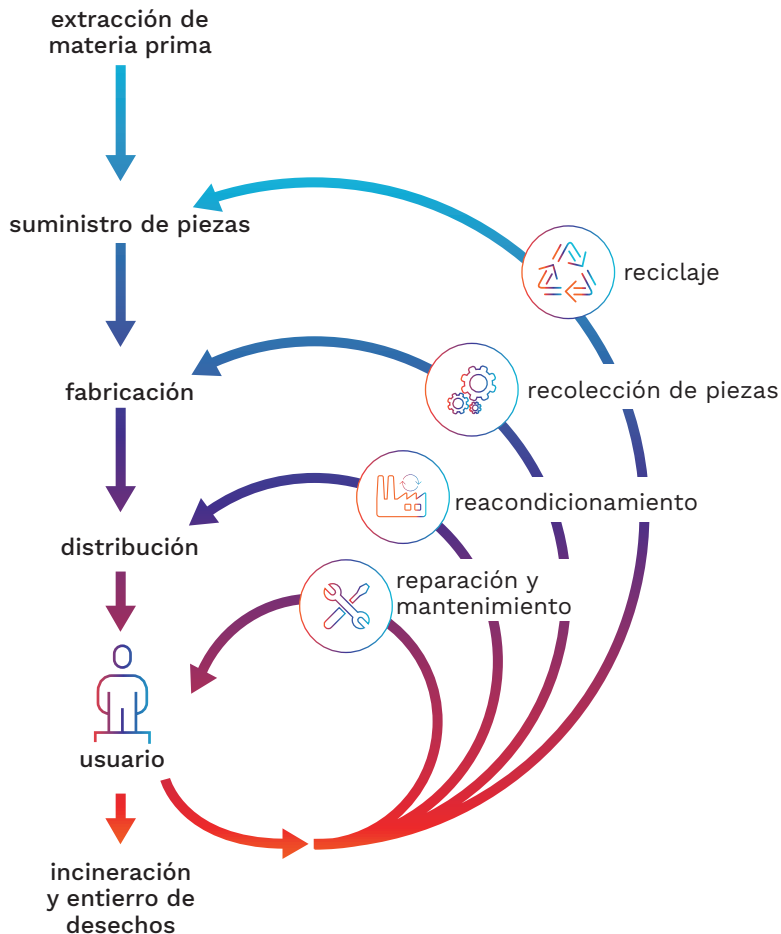 extracción de
materia prima
suministro de piezas
reciclaje
fabricación
recolección de piezas
reacondicionamiento
distribución
reparación y
mantenimiento
usuario
incineración
y entierro de
desechos